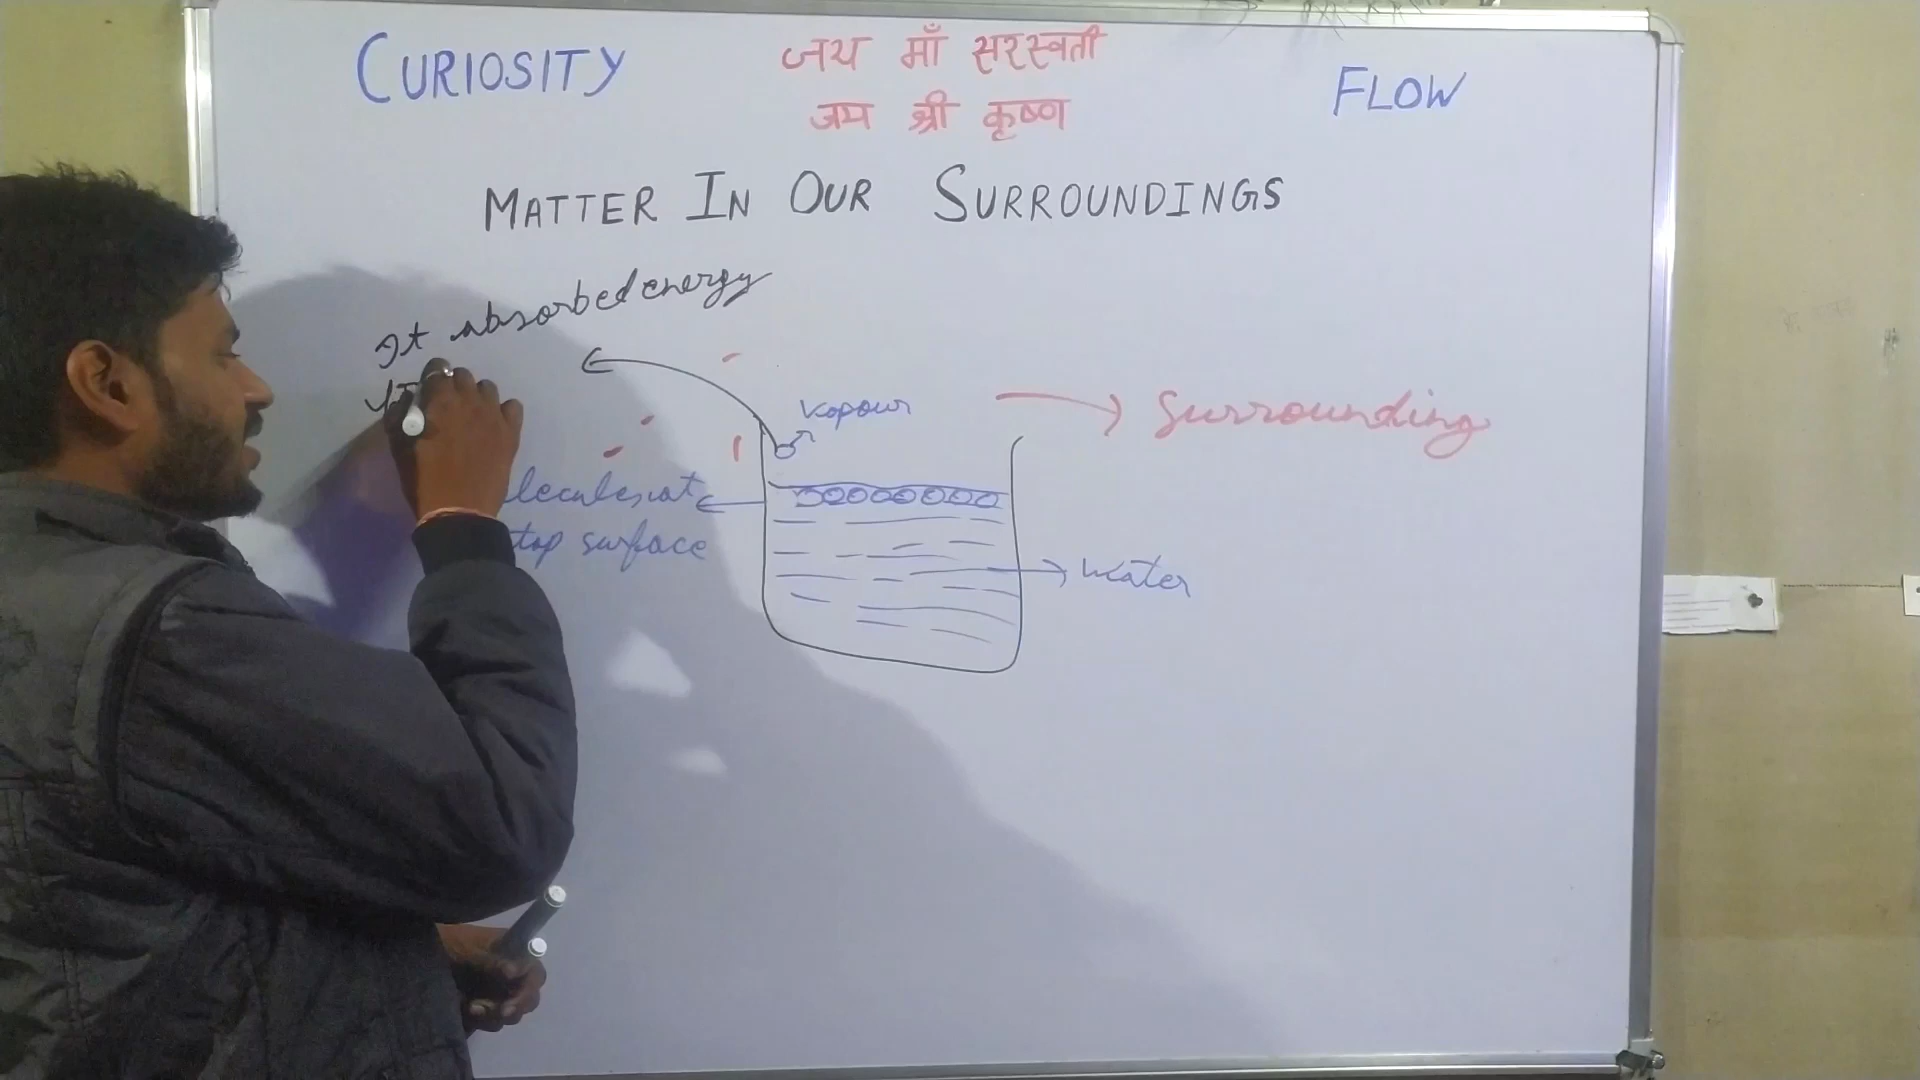 CURIOSITY
जय माँ सरस्वती
जय श्री कृष्ण
FLOW
MATTER IN OUR SURROUNDINGS
It absorbed energy
Vapour
Surrounding
at
top surface
water